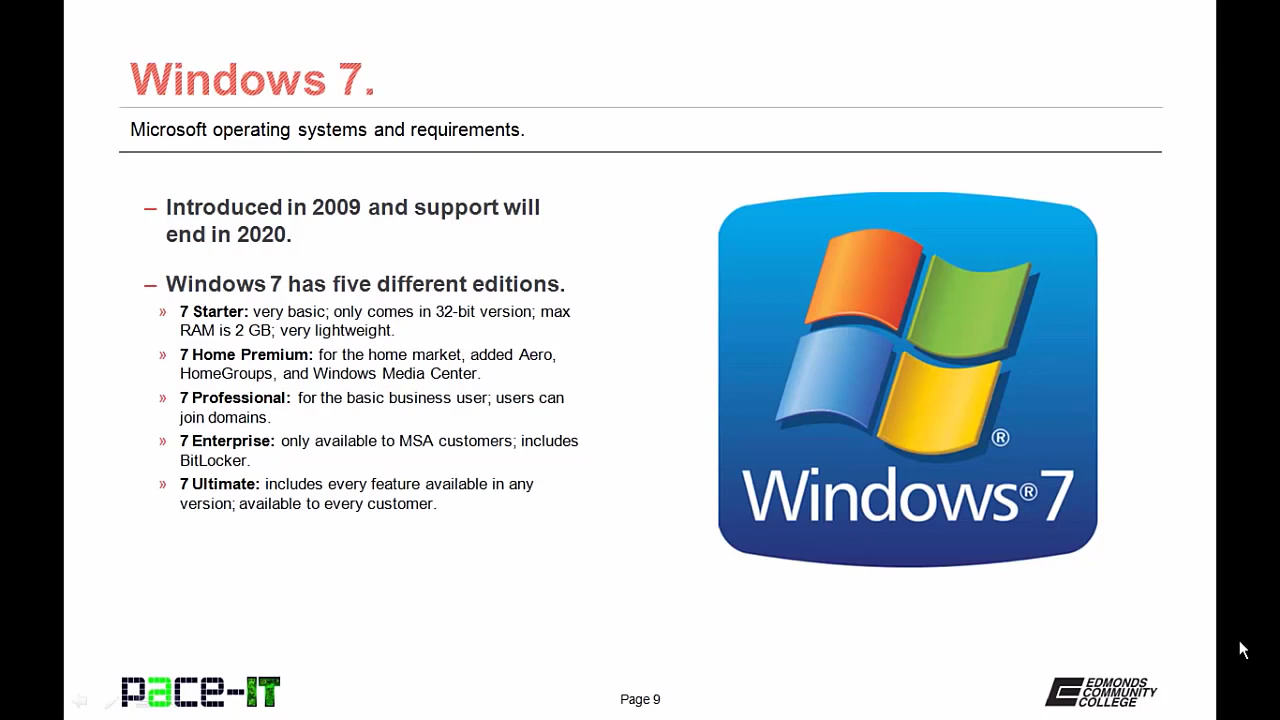 Windows 7.
Microsoft operating systems and requirements.
– Introduced in 2009 and support will
end in 2020.
– Windows 7 has five different editions.
» 7 Starter: very basic; only comes in 32-bit version; max
RAM is 2 GB; very lightweight.
» 7 Home Premium: for the home market, added Aero,
HomeGroups, and Windows Media Center.
» 7 Professional: for the basic business user; users can
join domains.
» 7 Enterprise: only available to MSA customers; includes
BitLocker.
» 7 Ultimate: includes every feature available in any
version; available to every customer.
®
Windows® 7
pace-IT
Page 9
EDMONDS
COMMUNITY
COLLEGE